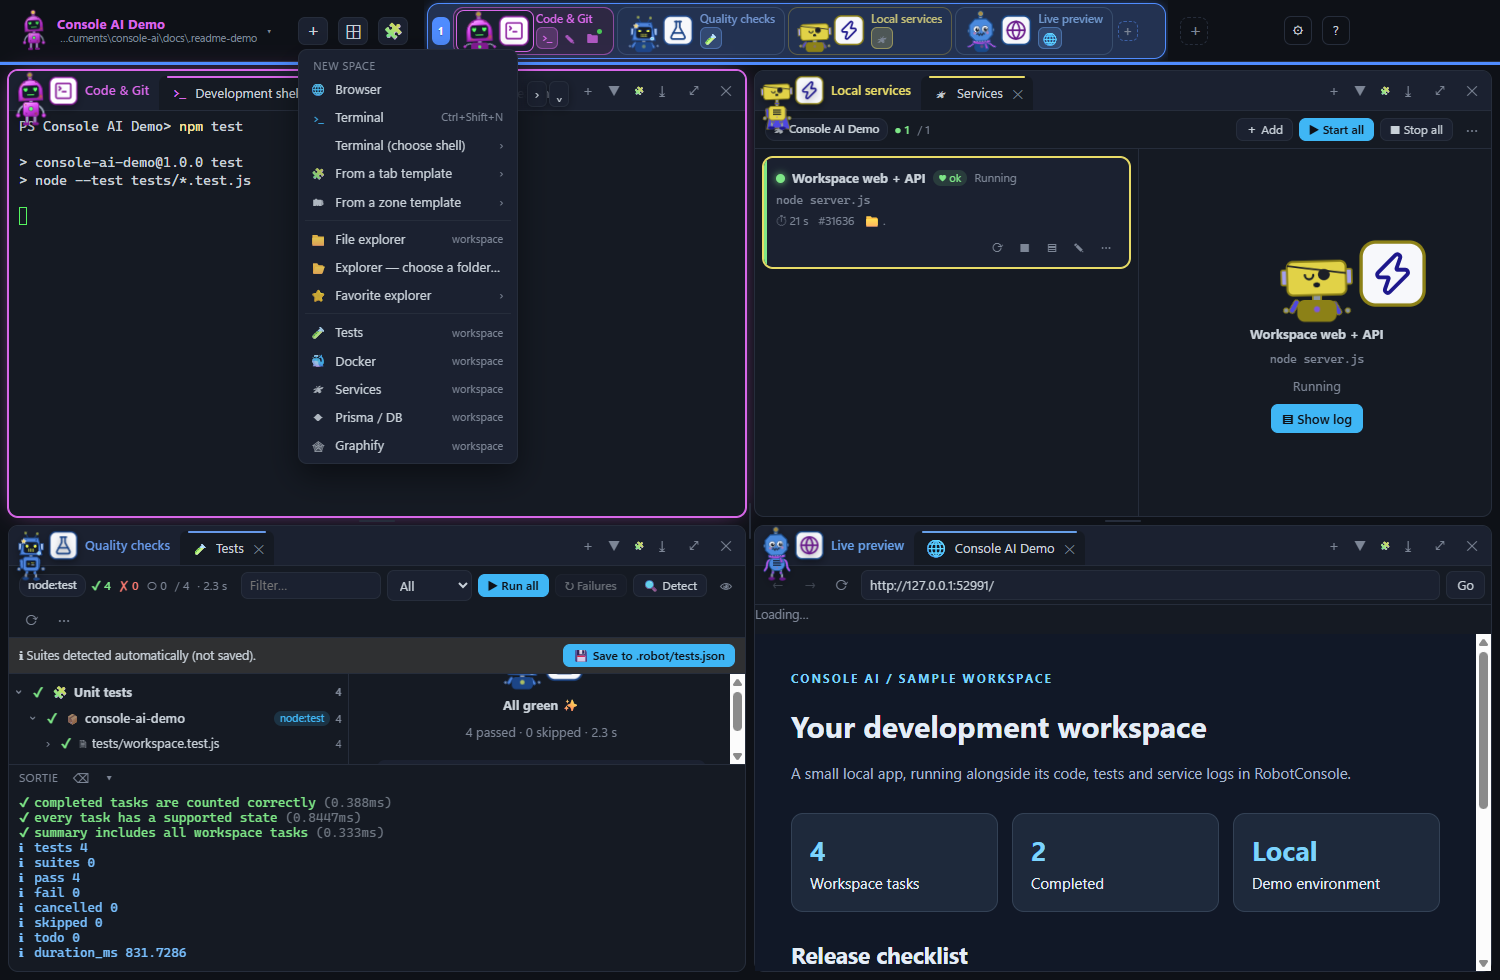 Console AI Demo
...cuments\console-ai\docs\.readme-demo
1
Code & Git
Quality checks
Local services
Live preview
?
Code & Git
Development shel
PS Console AI Demo> npm test
> console-ai-demo@1.0.0 test
> node --test tests/*.test.js
NEW SPACE
Browser
Terminal Ctrl+Shift+N
Terminal (choose shell)
From a tab template
From a zone template
File explorer workspace
Explorer — choose a folder...
Favorite explorer
Tests workspace
Docker workspace
Services workspace
Prisma / DB workspace
Graphify workspace
Local services
Services
Console AI Demo
1 / 1
+ Add
Start all
Stop all
Workspace web + API ok Running
node server.js
21 s #31636 .
Workspace web + API
node server.js
Running
Show log
Quality checks
Tests
node:test ✓ 4 ✗ 0 ○ 0 / 4 · 2.3 s
Filter...
All
Run all
Failures
Detect
Suites detected automatically (not saved).
Save to .robot/tests.json
Unit tests 4
console-ai-demo node:test 4
tests/workspace.test.js 4
All green ✨
4 passed · 0 skipped · 2.3 s
SORTIE
✓ completed tasks are counted correctly (0.388ms)
✓ every task has a supported state (0.8447ms)
✓ summary includes all workspace tasks (0.333ms)
ℹ tests 4
ℹ suites 0
ℹ pass 4
ℹ fail 0
ℹ cancelled 0
ℹ skipped 0
ℹ todo 0
ℹ duration_ms 831.7286
Live preview
Console AI Demo
http://127.0.0.1:52991/
Go
Loading...
CONSOLE AI / SAMPLE WORKSPACE
Your development workspace
A small local app, running alongside its code, tests and service logs in RobotConsole.
4
Workspace tasks
2
Completed
Local
Demo environment
Release checklist